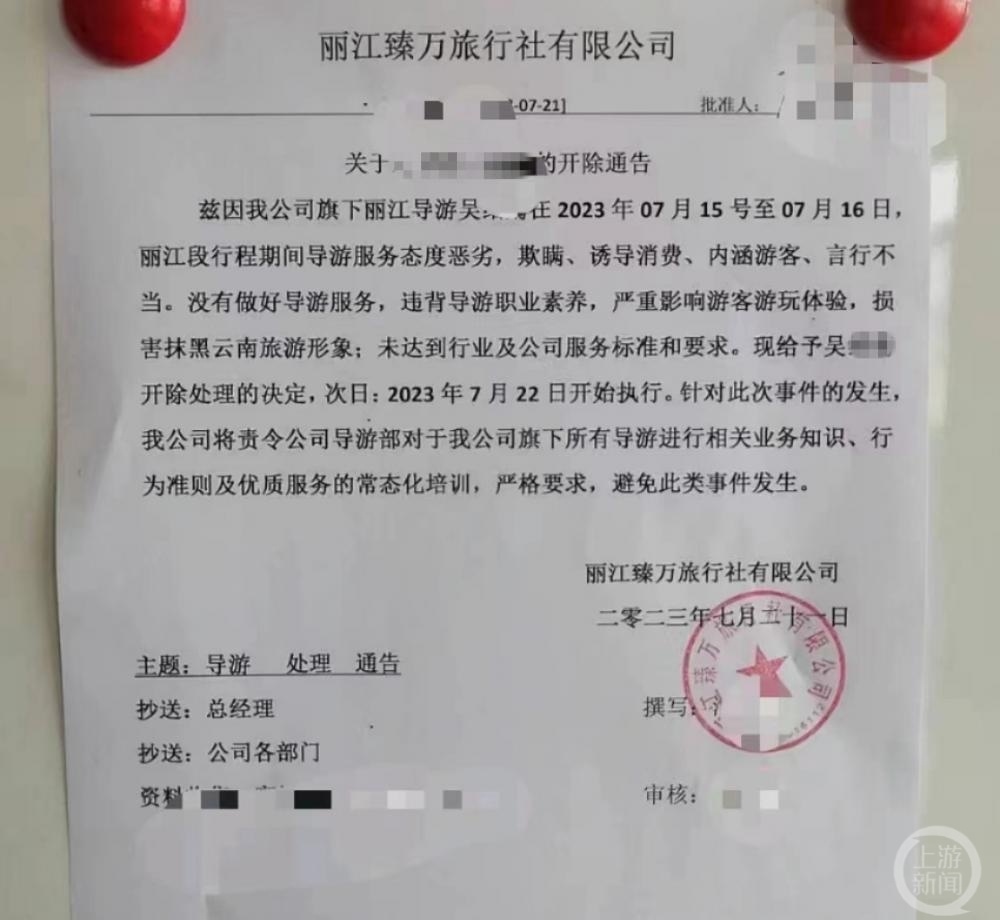 丽江臻万旅行社有限公司
-07-21] 批准人：
关于 的开除通告
兹因我公司旗下丽江导游吴 在 2023 年 07 月 15 号至 07 月 16 日，
丽江段行程期间导游服务态度恶劣，欺瞒、诱导消费、内涵游客、言行不
当。没有做好导游服务，违背导游职业素养，严重影响游客游玩体验，损
害抹黑云南旅游形象；未达到行业及公司服务标准和要求。现给予吴
开除处理的决定，次日：2023 年 7 月 22 日开始执行。针对此次事件的发生，
我公司将责令公司导游部对于我公司旗下所有导游进行相关业务知识、行
为准则及优质服务的常态化培训，严格要求，避免此类事件发生。
丽江臻万旅行社有限公司
二零二三年七月二十一日
江臻万旅行社有限公司
主题：导游 处理 通告
抄送：总经理
撰写：
抄送：公司各部门
资料
审核：
上游新闻